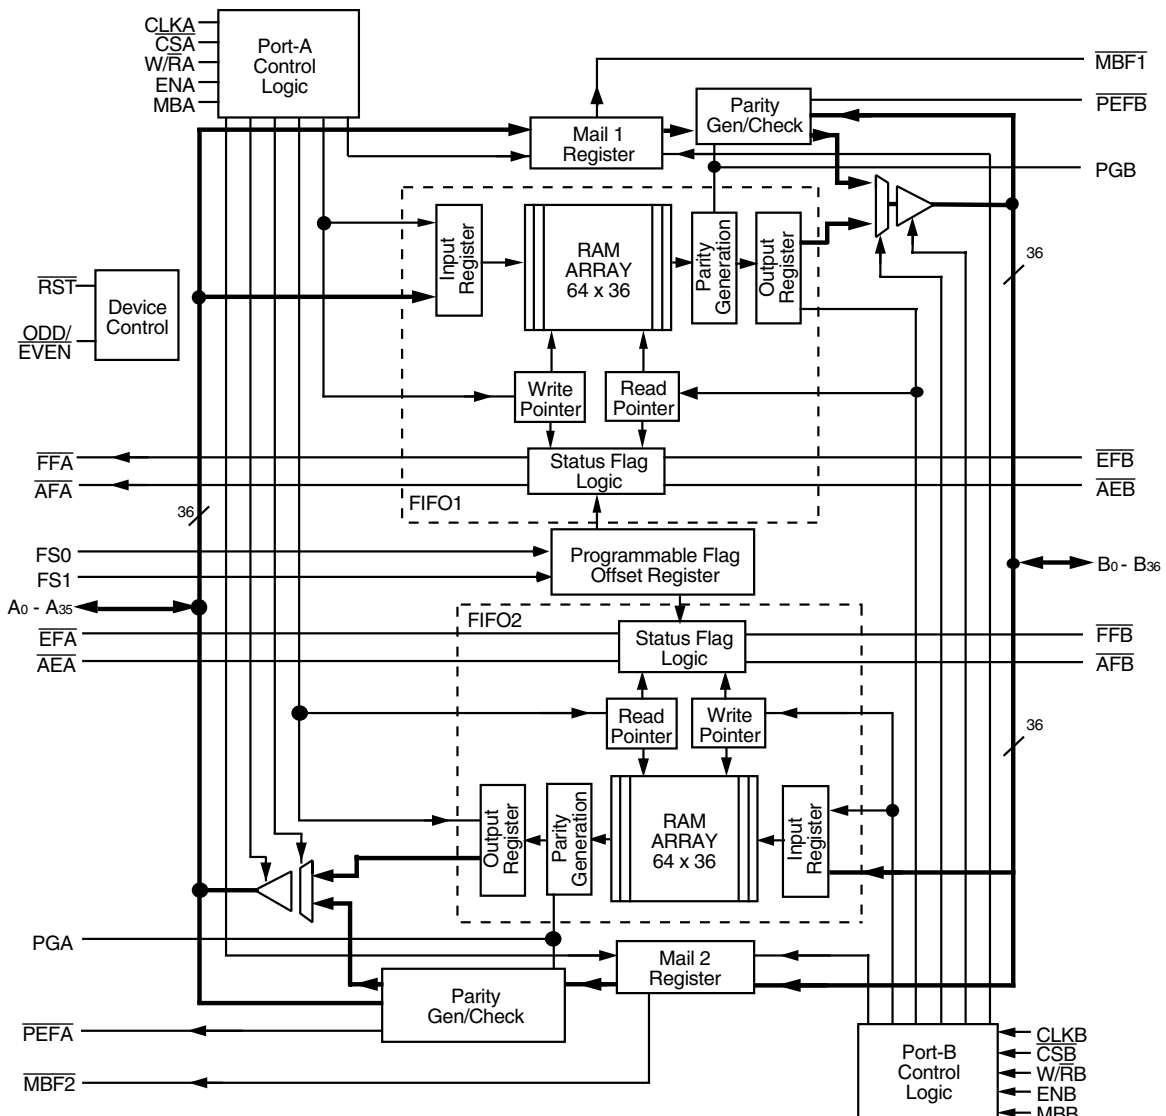 CLKA
CSA
W/RA
ENA
MBA
Port-A
Control
Logic
MBF1
PEFB
PGB
Mail 1
Register
Parity
Gen/Check
RST
ODD/
EVEN
Device
Control
Input
Register
RAM
ARRAY
64 x 36
Parity
Generation
Output
Register
36
Write
Pointer
Read
Pointer
FFA
AFA
Status Flag
Logic
EFB
AEB
FIFO1
36
FS0
FS1
Programmable Flag
Offset Register
A0 - A35
B0 - B36
FIFO2
EFA
AEA
Status Flag
Logic
FFB
AFB
Read
Pointer
Write
Pointer
36
Output
Register
Parity
Generation
RAM
ARRAY
64 x 36
Input
Register
PGA
Mail 2
Register
Parity
Gen/Check
PEFA
MBF2
Port-B
Control
Logic
CLKB
CSB
W/RB
ENB
MBB